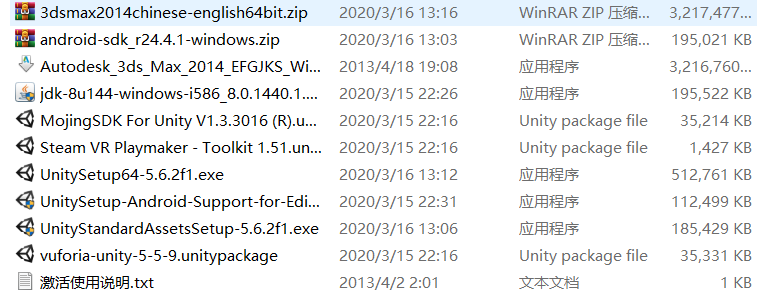 3dsmax2014chinese-english64bit.zip 2020/3/16 13:16 WinRAR ZIP 压缩... 3,217,477...
android-sdk_r24.4.1-windows.zip 2020/3/16 13:03 WinRAR ZIP 压缩... 195,021 KB
Autodesk_3ds_Max_2014_EFGJKS_Wi... 2013/4/18 19:08 应用程序 3,216,760...
jdk-8u144-windows-i586_8.0.1440.1.... 2020/3/15 22:26 应用程序 195,522 KB
MojingSDK For Unity V1.3.3016 (R).u... 2020/3/15 22:16 Unity package file 35,214 KB
Steam VR Playmaker - Toolkit 1.51.un... 2020/3/15 22:16 Unity package file 1,427 KB
UnitySetup64-5.6.2f1.exe 2020/3/16 13:12 应用程序 512,761 KB
UnitySetup-Android-Support-for-Edi... 2020/3/15 22:31 应用程序 112,499 KB
UnityStandardAssetsSetup-5.6.2f1.exe 2020/3/16 13:06 应用程序 185,429 KB
vuforia-unity-5-5-9.unitypackage 2020/3/15 22:16 Unity package file 35,331 KB
激活使用说明.txt 2013/4/2 2:01 文本文档 1 KB